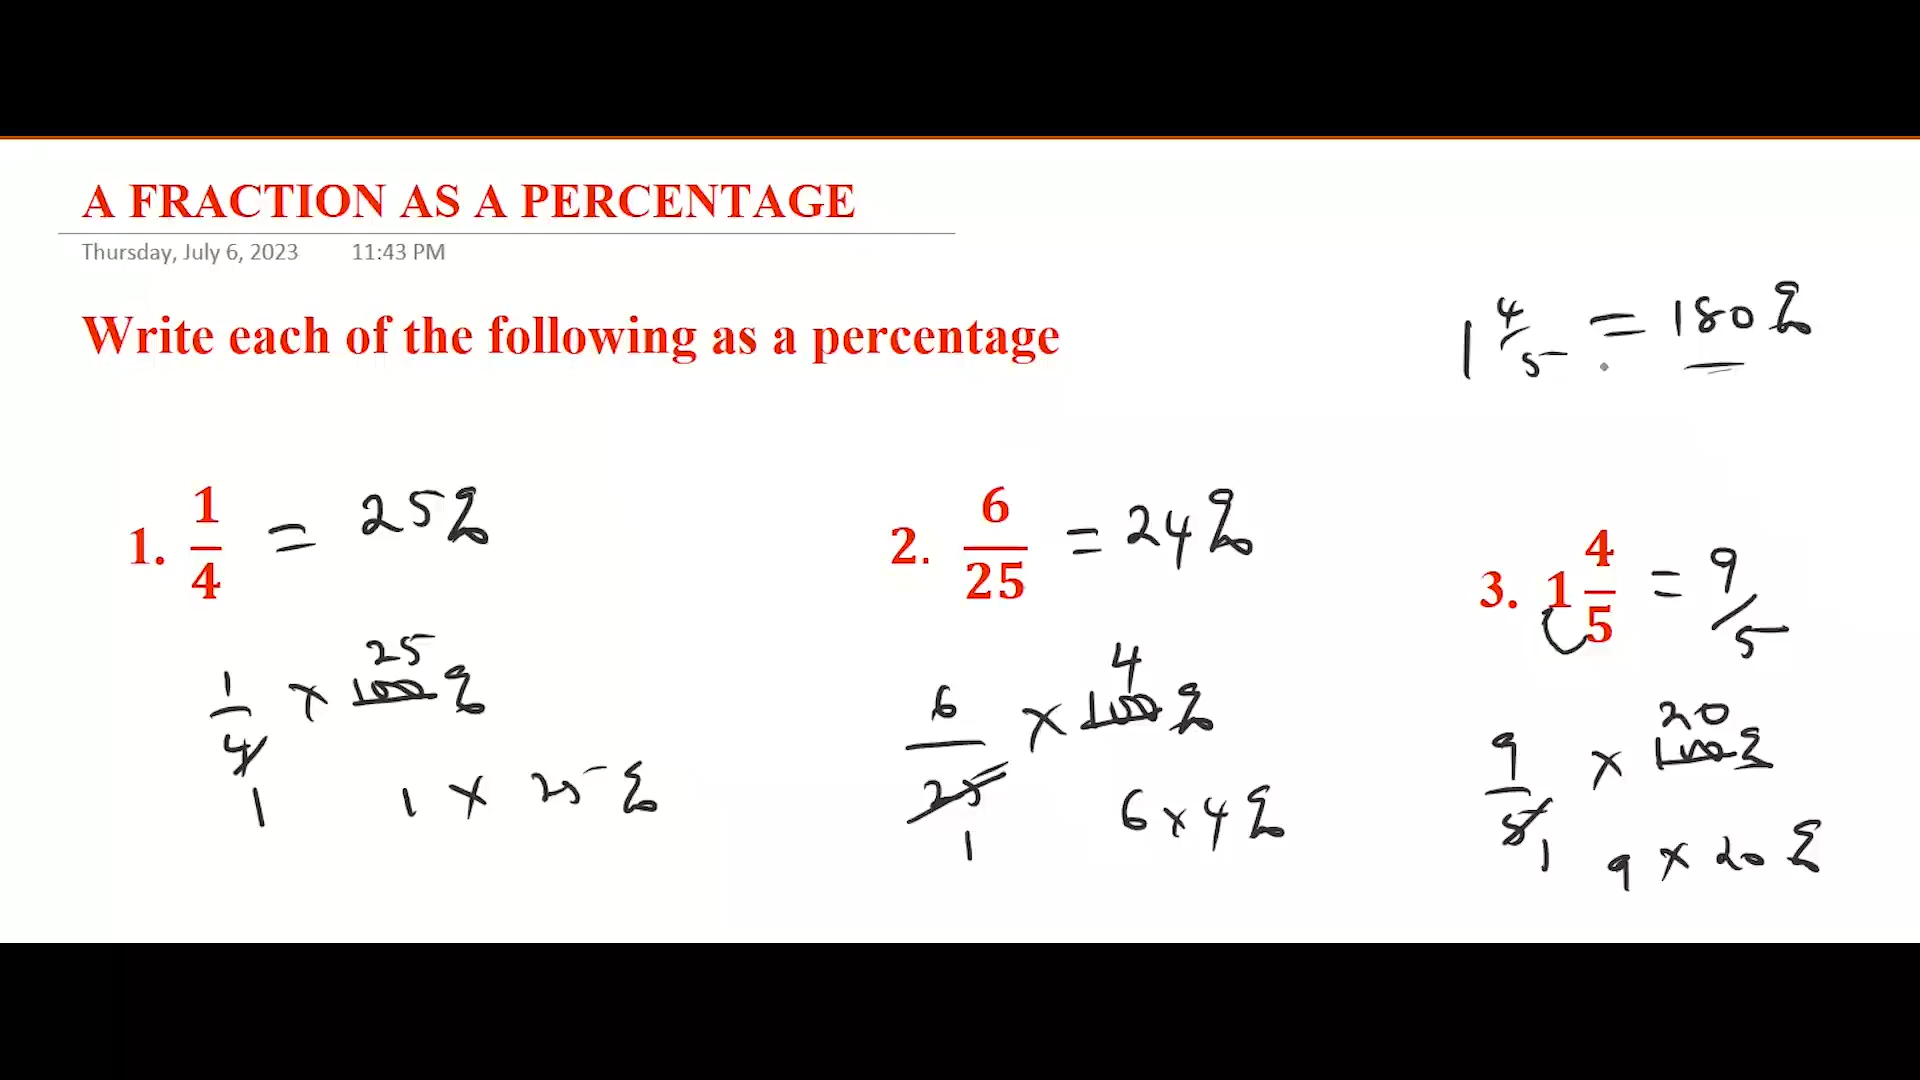 A FRACTION AS A PERCENTAGE
Thursday, July 6, 2023 11:43 PM
Write each of the following as a percentage
1 4/5 = 180%
1. 1/4 = 25%
25
1/4 × 100%
1
1 × 25%
2. 6/25 = 24%
4
6/25 × 100%
1
6 × 4%
3. 1 4/5 = 9/5
20
9/5 × 100%
1
9 × 20%